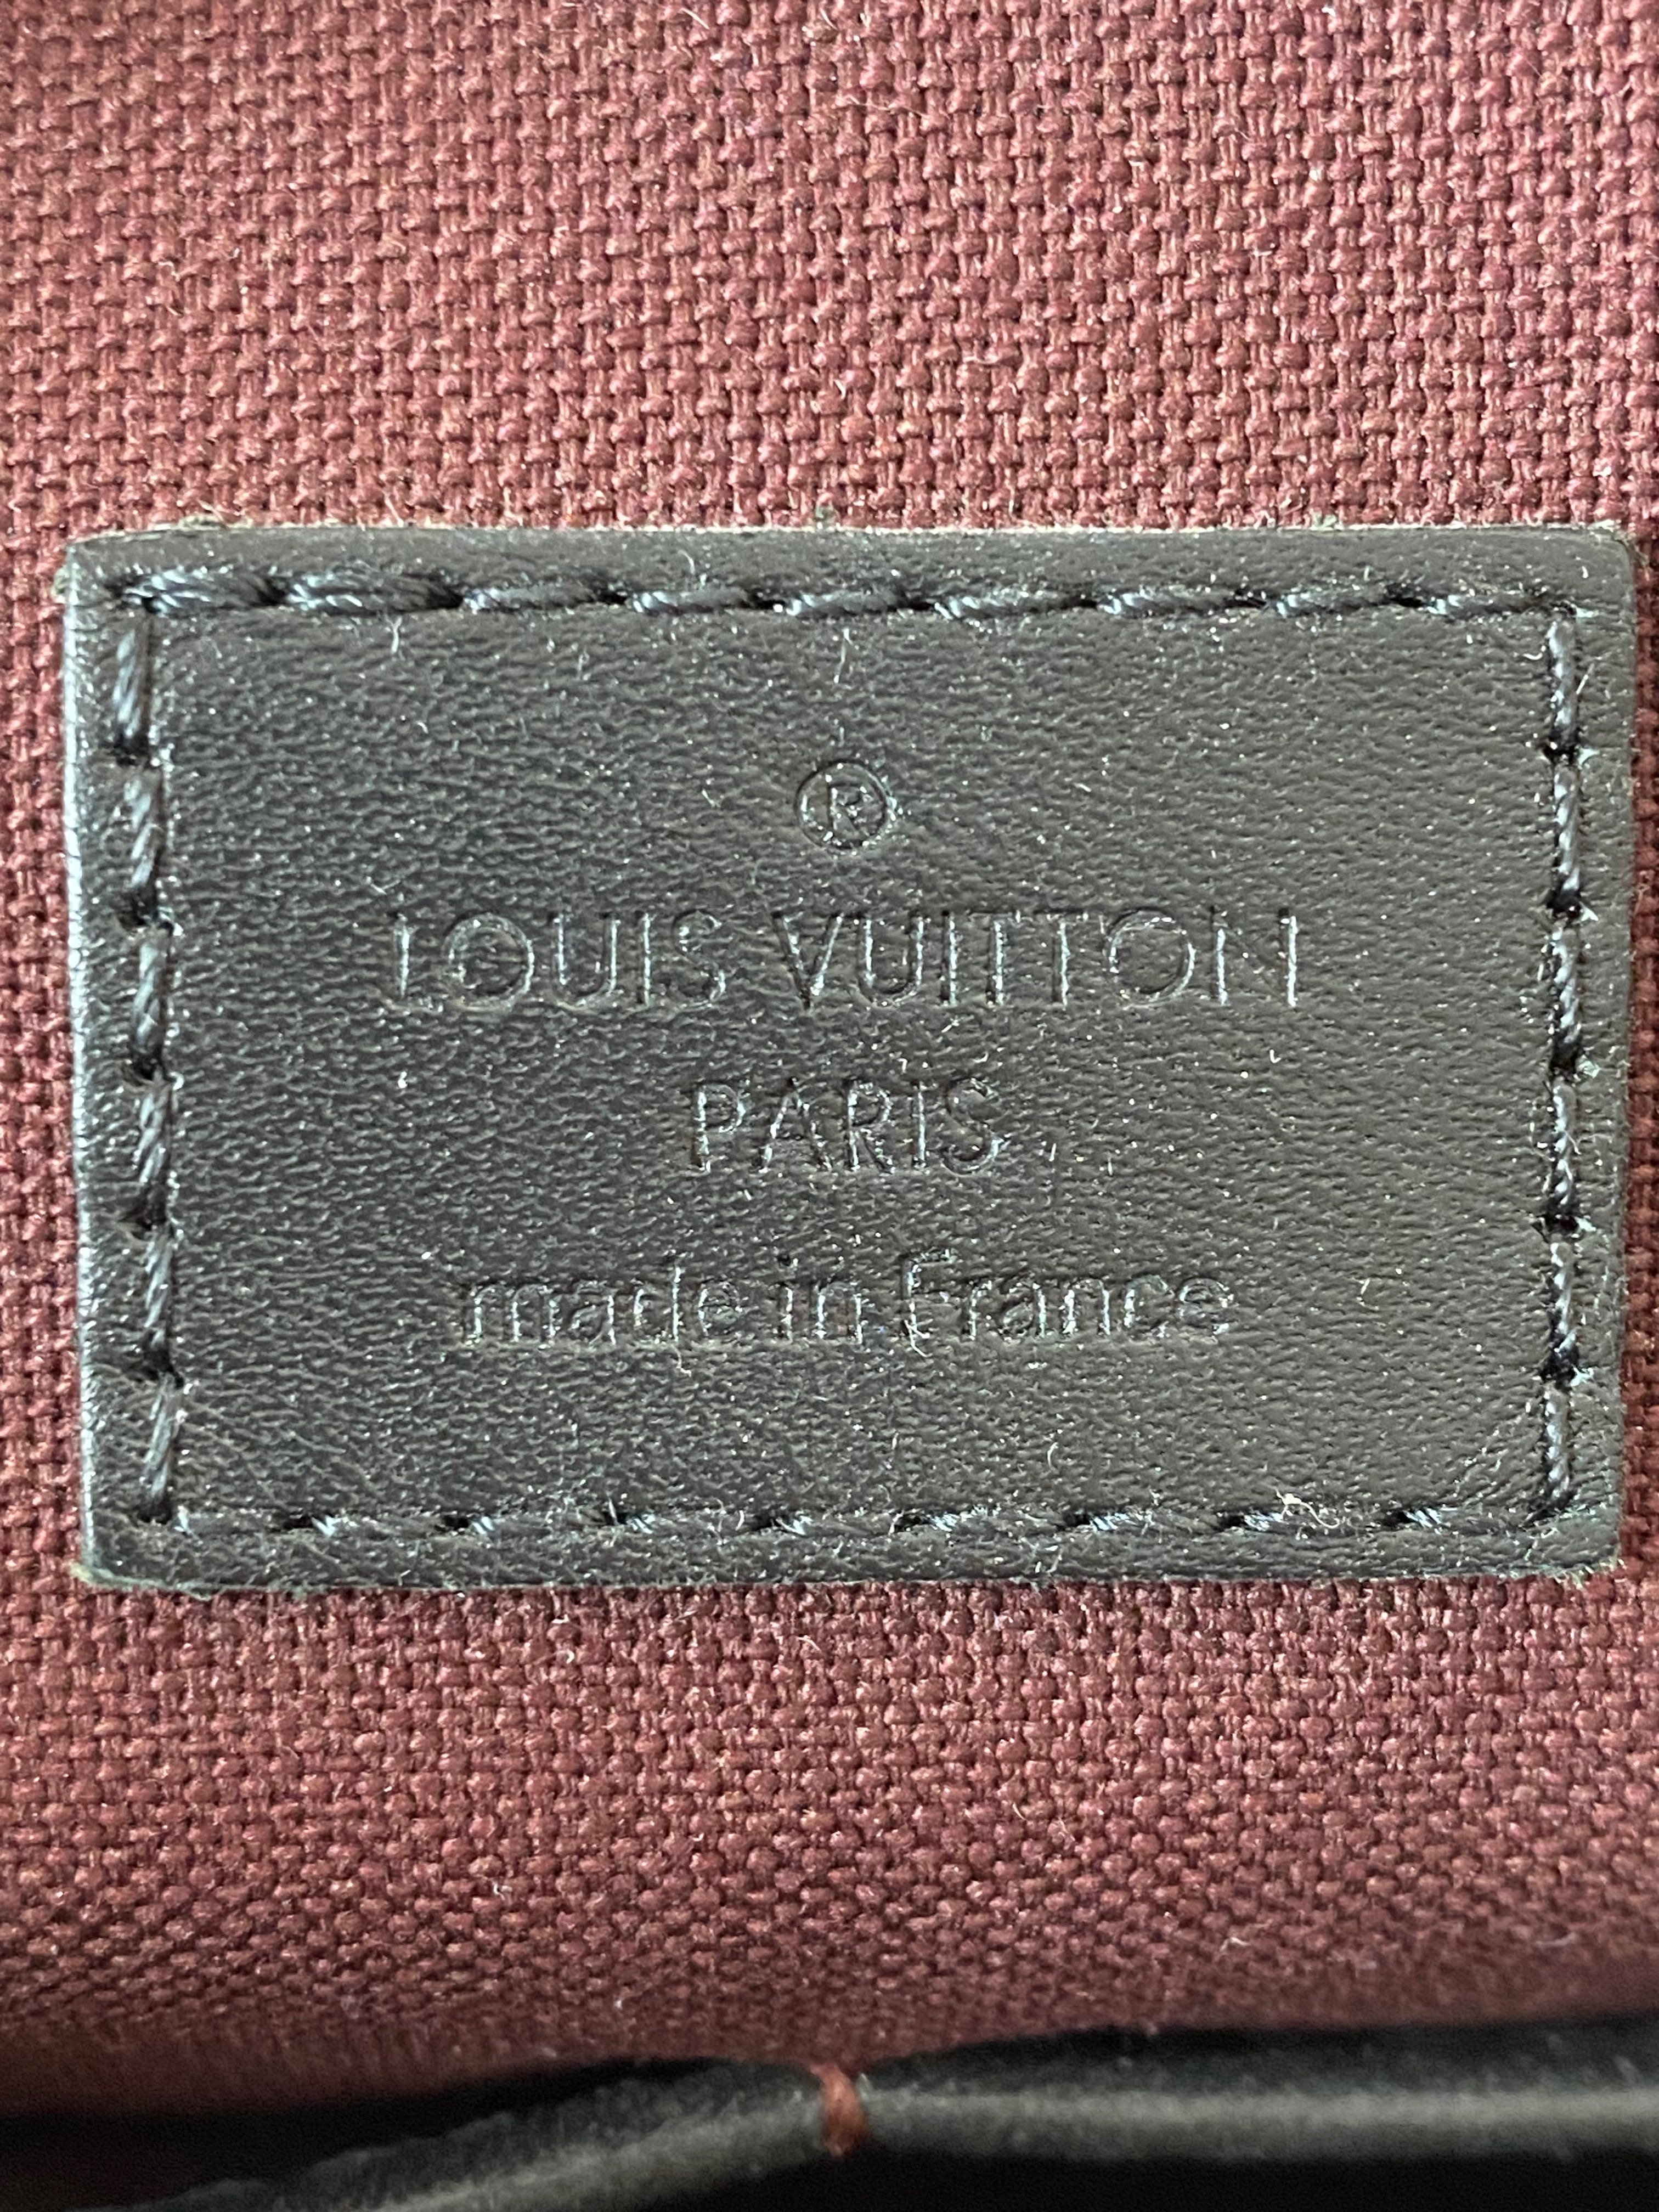 ®
LOUIS VUITTON
PARIS
made in France